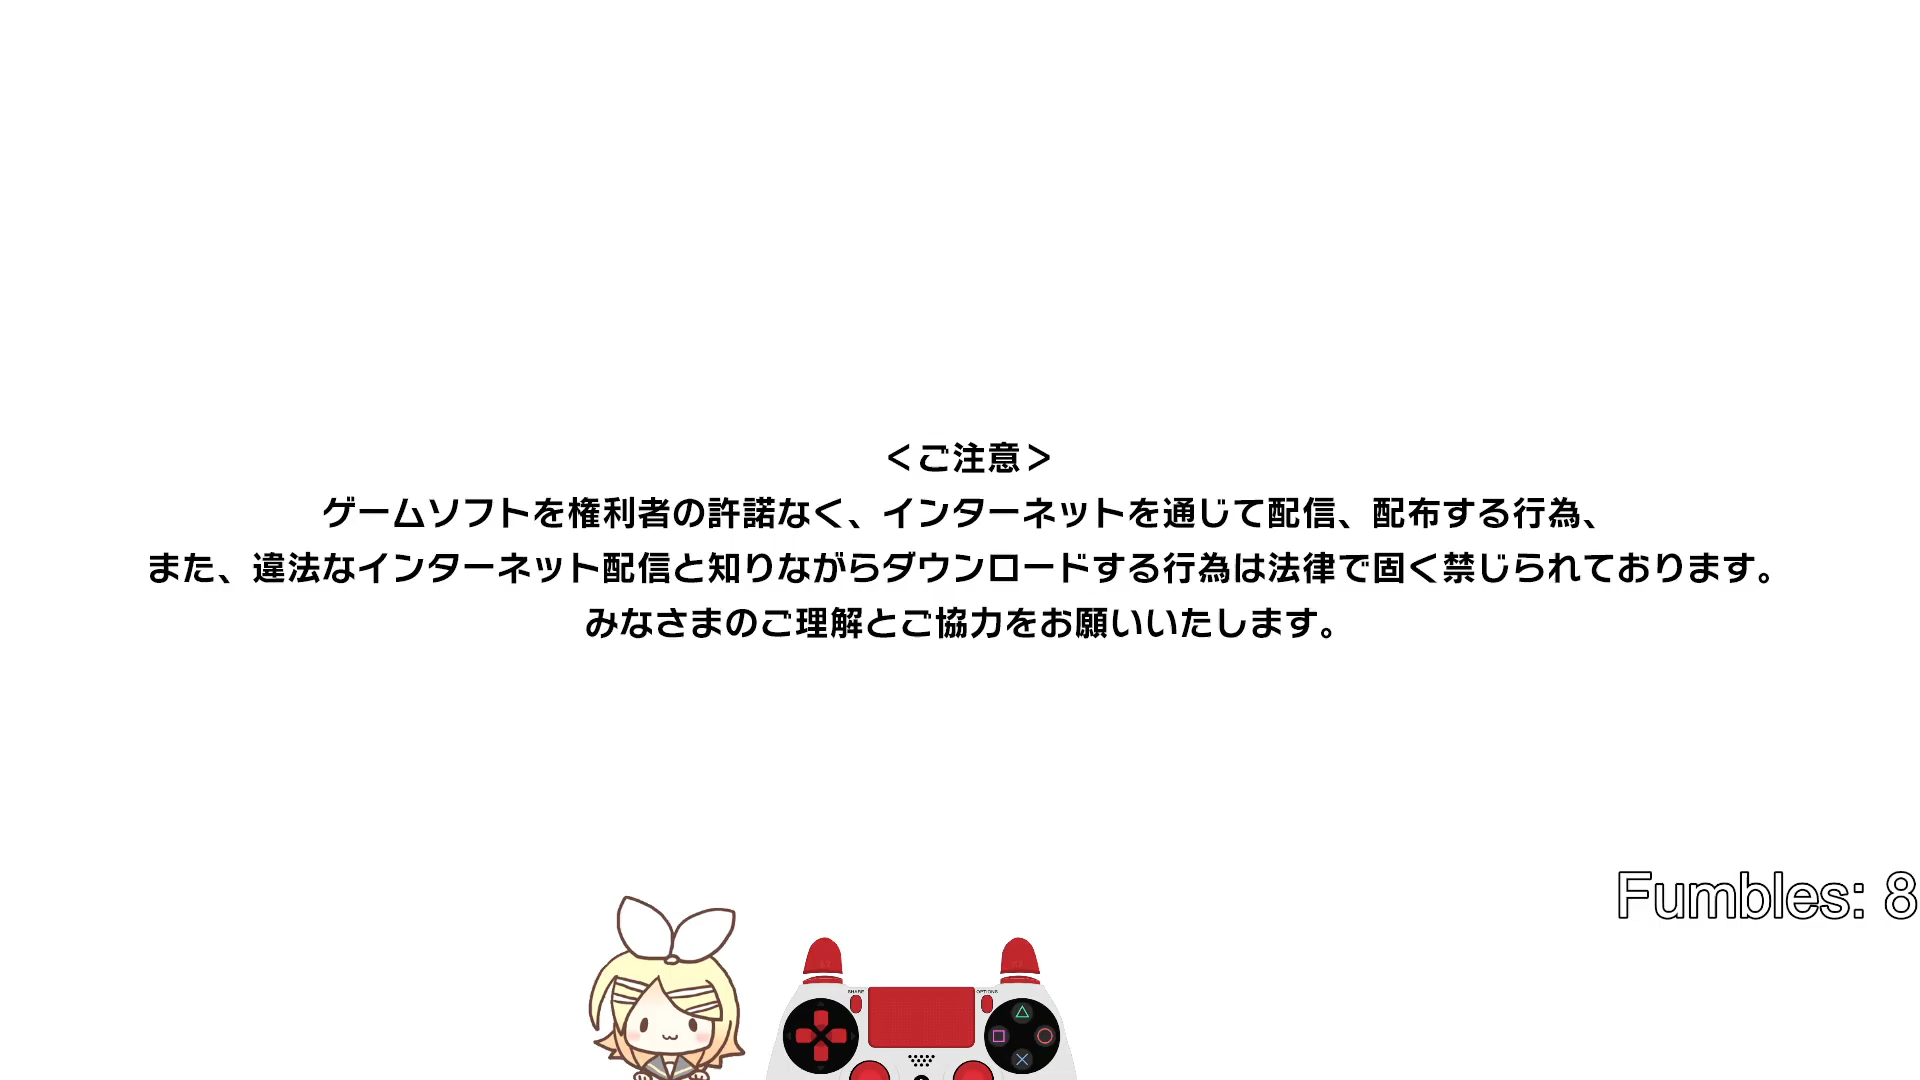 ＜ご注意＞
ゲームソフトを権利者の許諾なく、インターネットを通じて配信、配布する行為、
また、違法なインターネット配信と知りながらダウンロードする行為は法律で固く禁じられております。
みなさまのご理解とご協力をお願いいたします。
Fumbles: 8
SHARE
OPTIONS